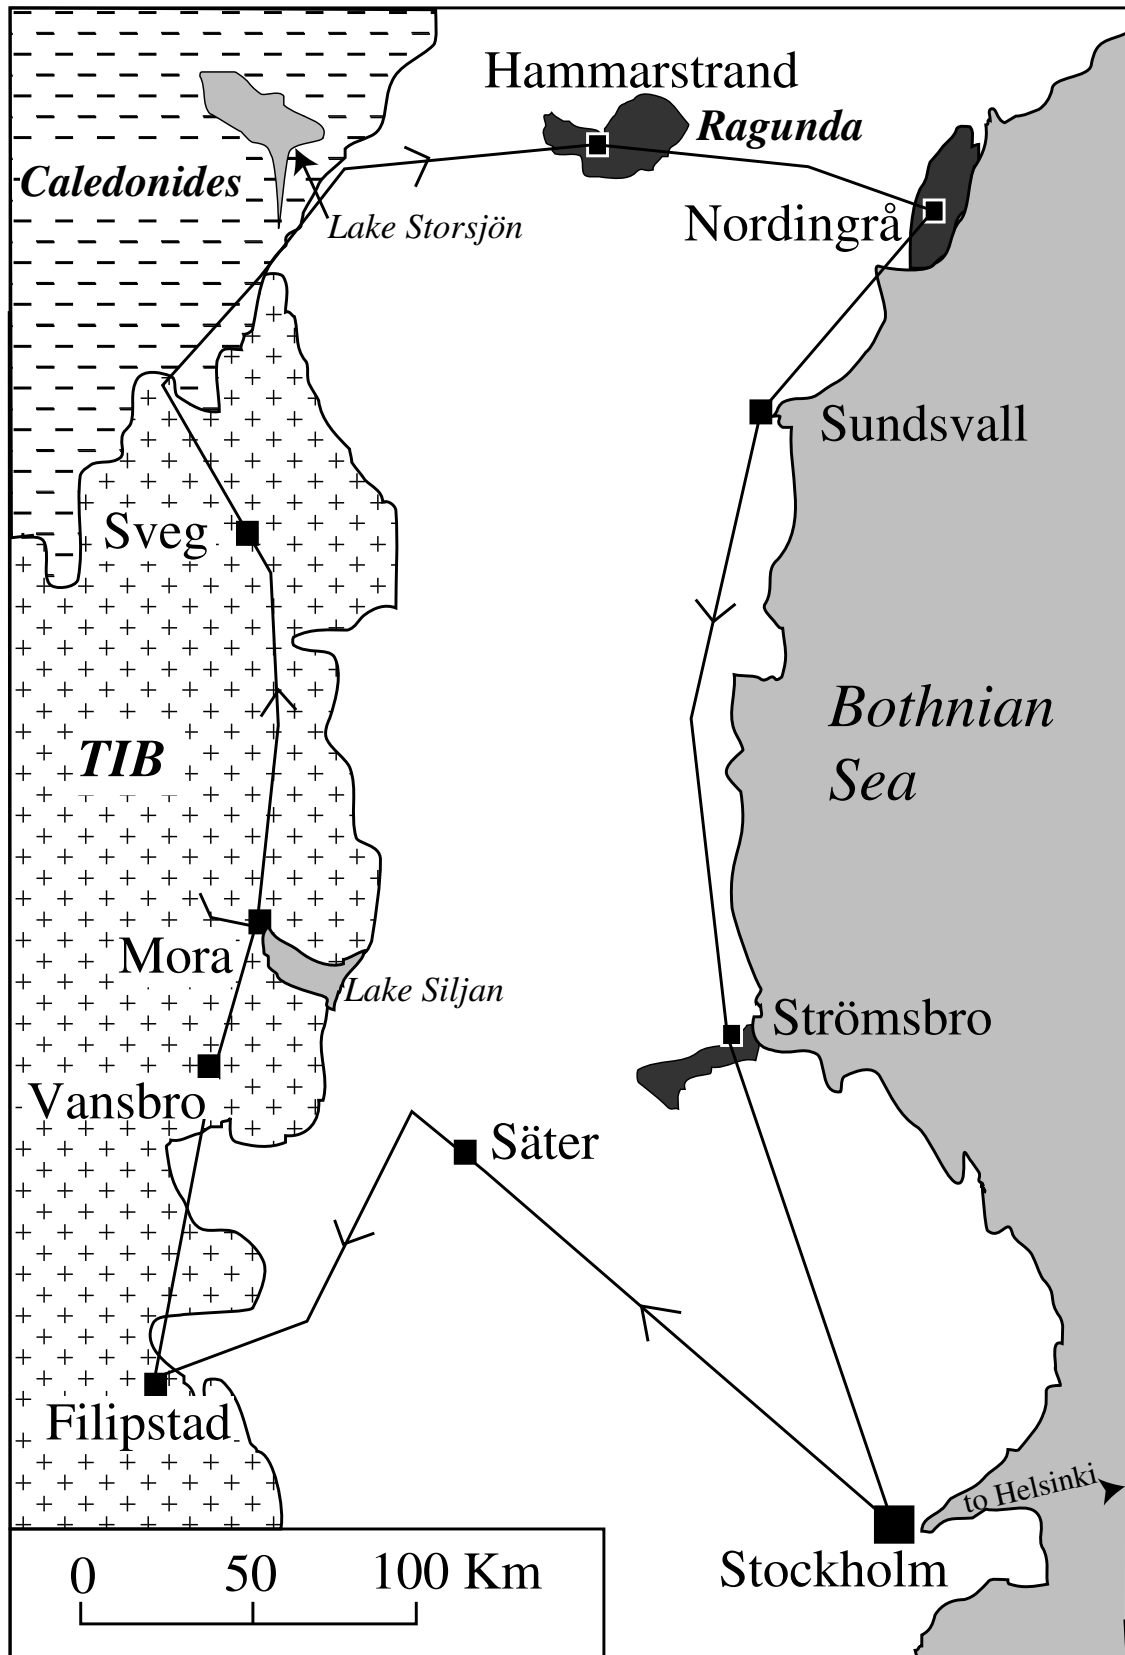 Hammarstrand
Ragunda
Caledonides
Lake Storsjön
Nordingrå
Sundsvall
Sveg
Bothnian
Sea
TIB
Mora
Lake Siljan
Strömsbro
Vansbro
Säter
Filipstad
to Helsinki
Stockholm
0 50 100 Km